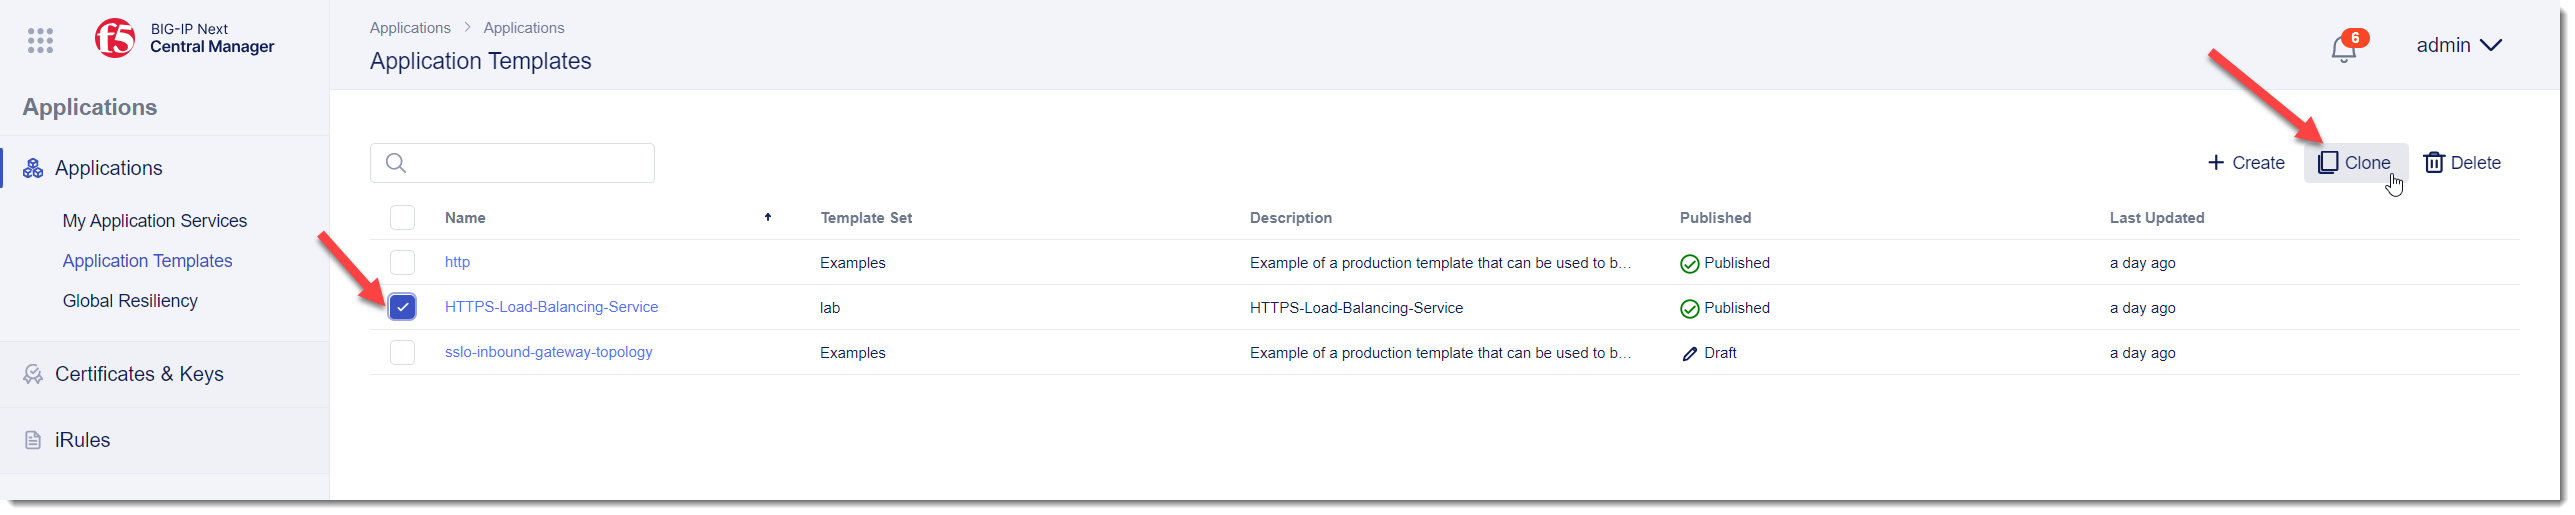 f5
BIG-IP Next
Central Manager
Applications
Applications
My Application Services
Application Templates
Global Resiliency
Certificates & Keys
iRules
Applications > Applications
Application Templates
6
admin
+ Create Clone Delete
Name Template Set Description Published Last Updated
http Examples Example of a production template that can be used to b... Published a day ago
HTTPS-Load-Balancing-Service lab HTTPS-Load-Balancing-Service Published a day ago
sslo-inbound-gateway-topology Examples Example of a production template that can be used to b... Draft a day ago